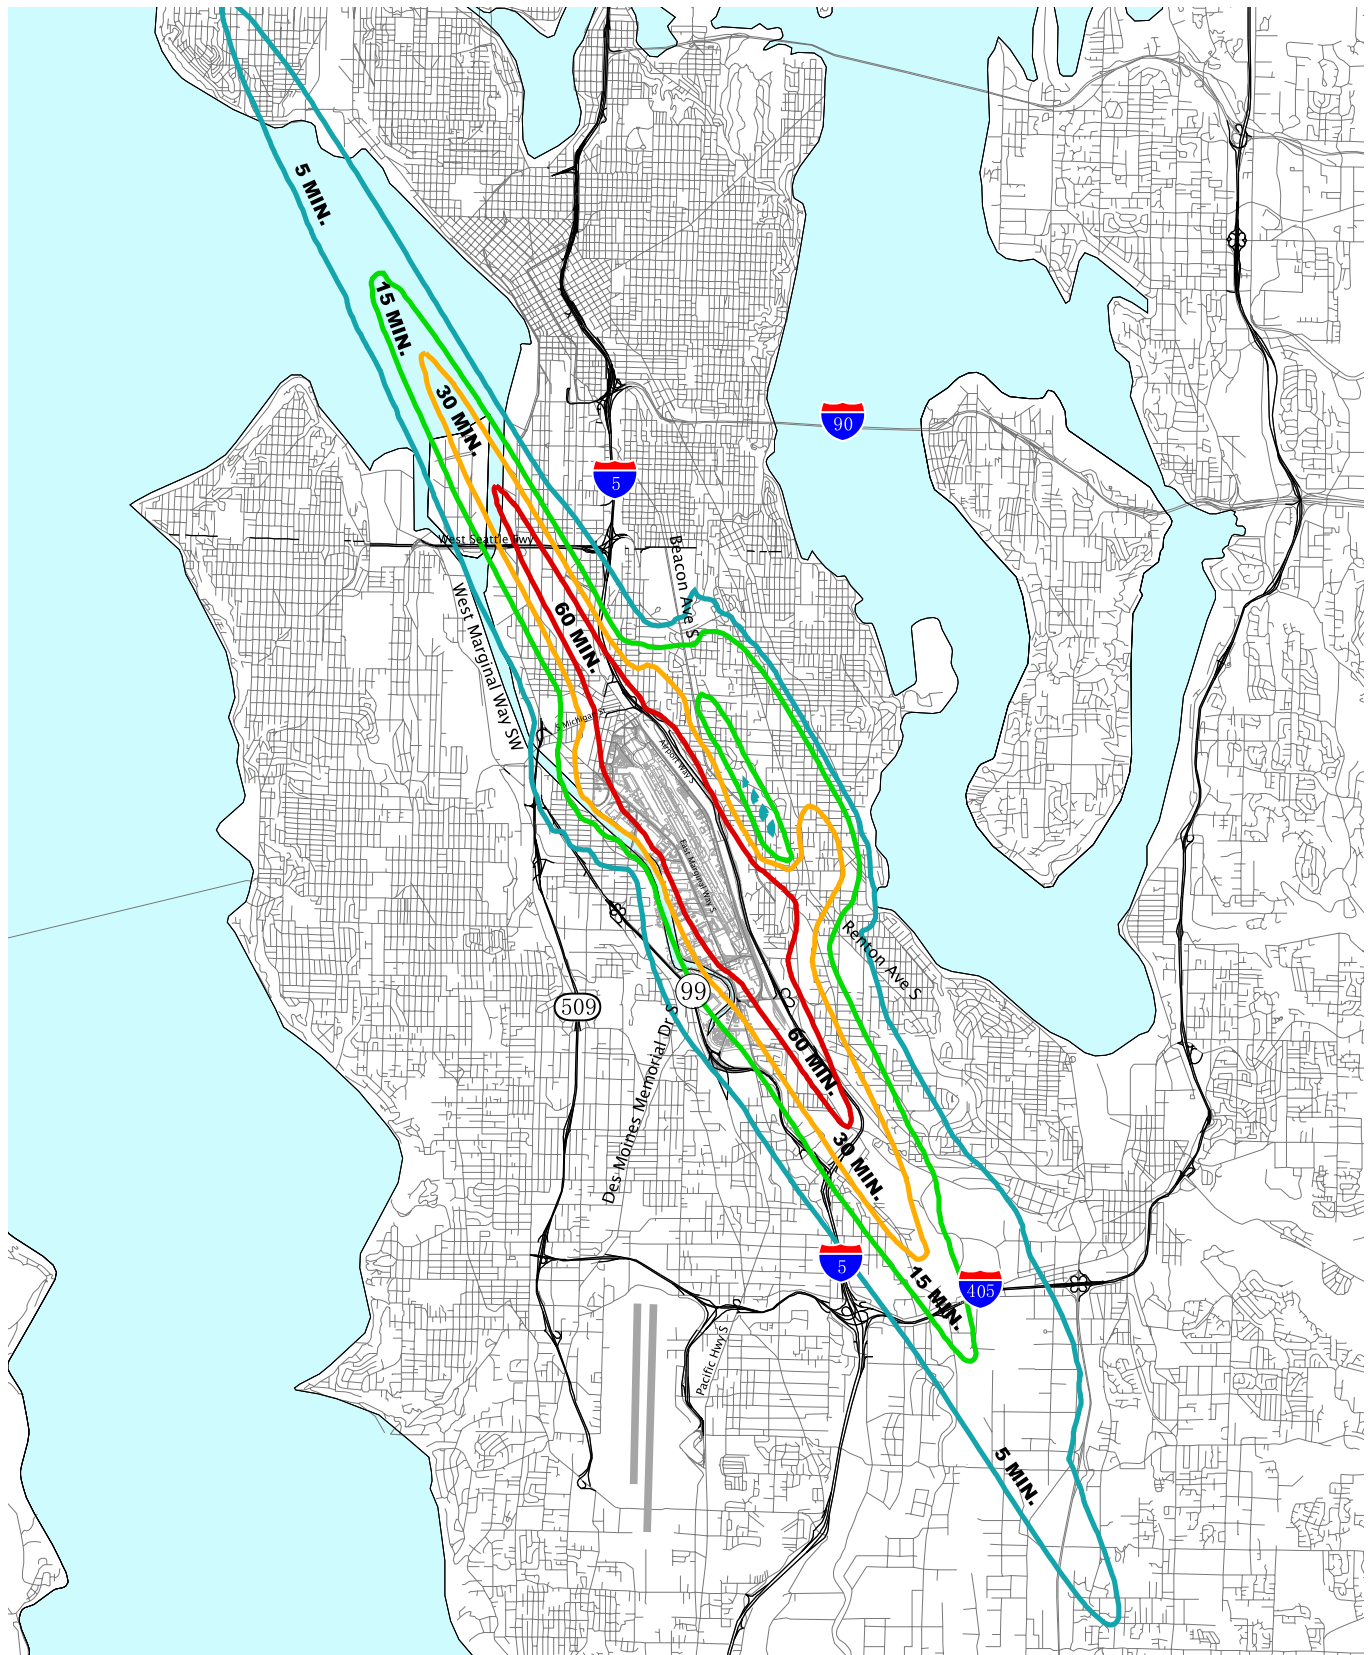 5 MIN.
15 MIN.
30 MIN.
90
5
West Seattle Fwy
Beacon Ave S
West Marginal Way SW
60 MIN.
S Michigan St
Airport Way S
East Marginal Way S
Renton Ave S
99
509
Des Moines Memorial Dr S
60 MIN.
30 MIN.
5
15 MIN.
405
Pacific Hwy S
5 MIN.